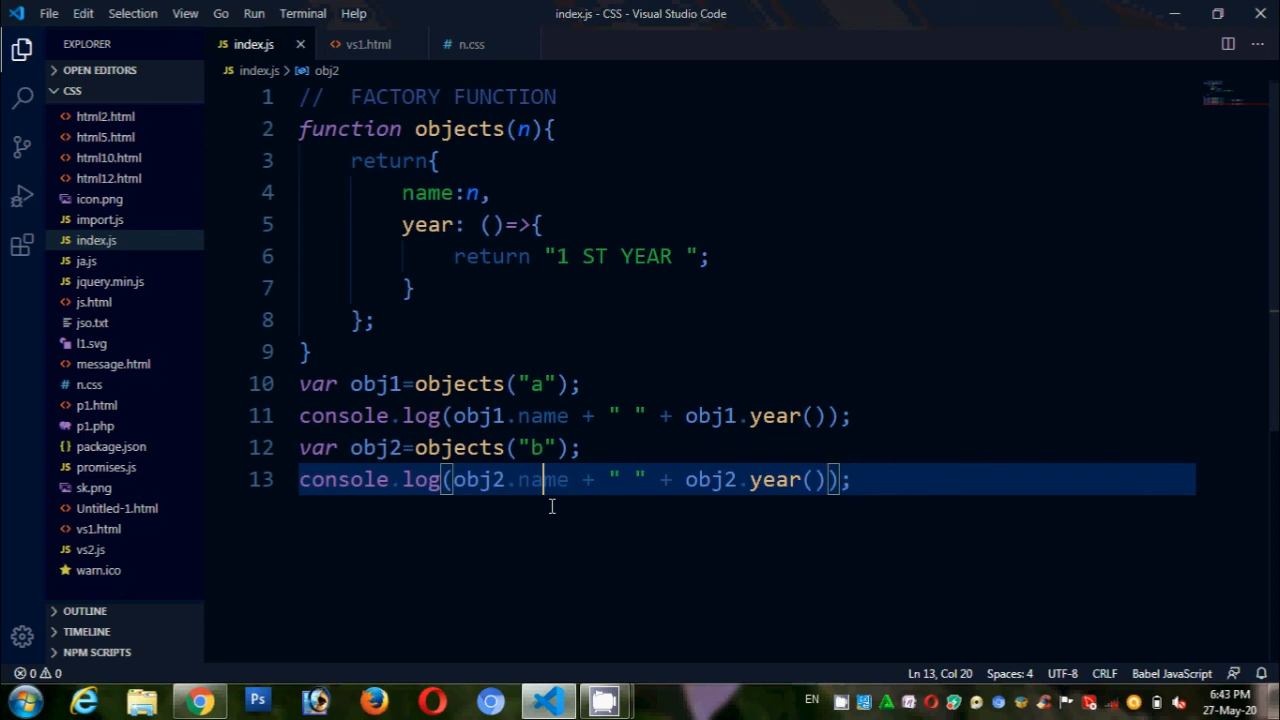 File Edit Selection View Go Run Terminal Help index.js - CSS - Visual Studio Code
EXPLORER
OPEN EDITORS
CSS
html2.html
html5.html
html10.html
html12.html
icon.png
import.js
index.js
ja.js
jquery.min.js
js.html
jso.txt
l1.svg
message.html
n.css
p1.html
p1.php
package.json
promises.js
sk.png
Untitled-1.html
vs1.html
vs2.js
warn.ico
OUTLINE
TIMELINE
NPM SCRIPTS
JS index.js vs1.html n.css
JS index.js > obj2
1 //  FACTORY FUNCTION
2 function objects(n){
3     return{
4         name:n,
5         year: ()=>{
6             return "1 ST YEAR ";
7         }
8     };
9 }
10 var obj1=objects("a");
11 console.log(obj1.name + " " + obj1.year());
12 var obj2=objects("b");
13 console.log(obj2.name + " " + obj2.year());
0 0 Ln 13, Col 20 Spaces: 4 UTF-8 CRLF Babel JavaScript
Ps
EN
6:43 PM
27-May-20